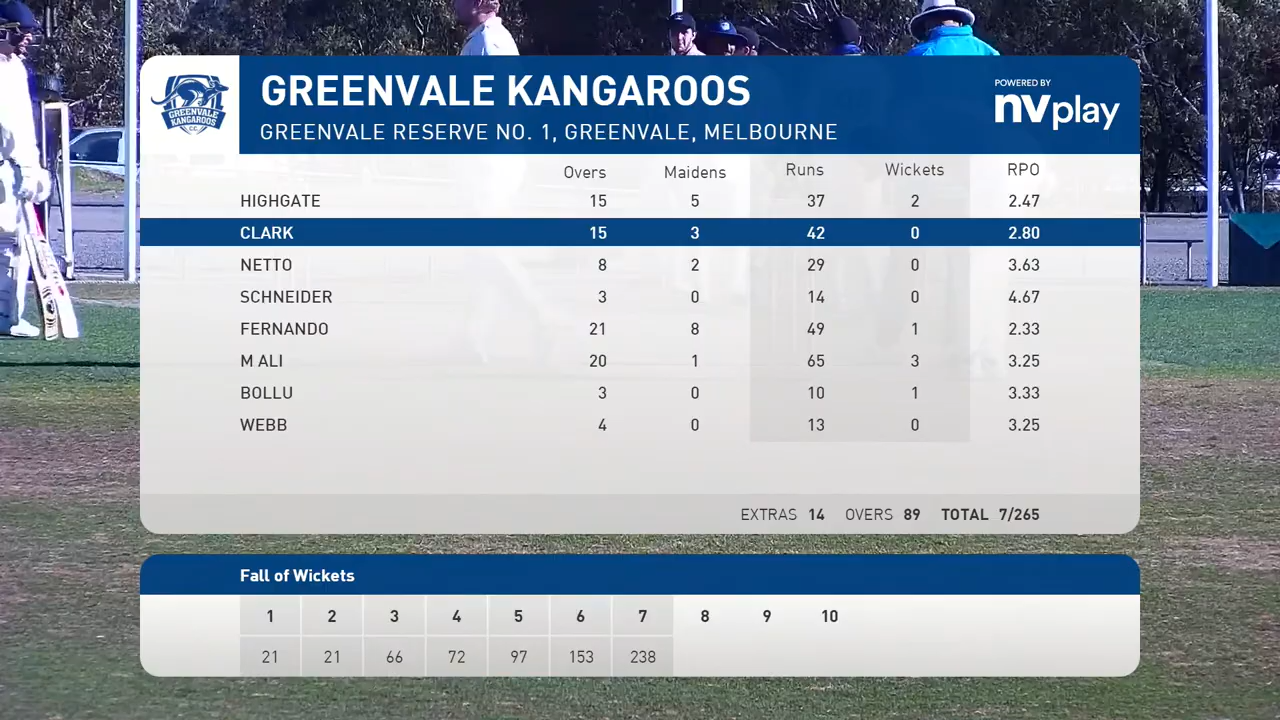 GREENVALE KANGAROOS
POWERED BY
nvplay
GREENVALE KANGAROOS
C.C.
GREENVALE RESERVE NO. 1, GREENVALE, MELBOURNE
Overs Maidens Runs Wickets RPO
HIGHGATE 15 5 37 2 2.47
CLARK 15 3 42 0 2.80
NETTO 8 2 29 0 3.63
SCHNEIDER 3 0 14 0 4.67
FERNANDO 21 8 49 1 2.33
M ALI 20 1 65 3 3.25
BOLLU 3 0 10 1 3.33
WEBB 4 0 13 0 3.25
EXTRAS 14 OVERS 89 TOTAL 7/265
Fall of Wickets
1 2 3 4 5 6 7 8 9 10
21 21 66 72 97 153 238